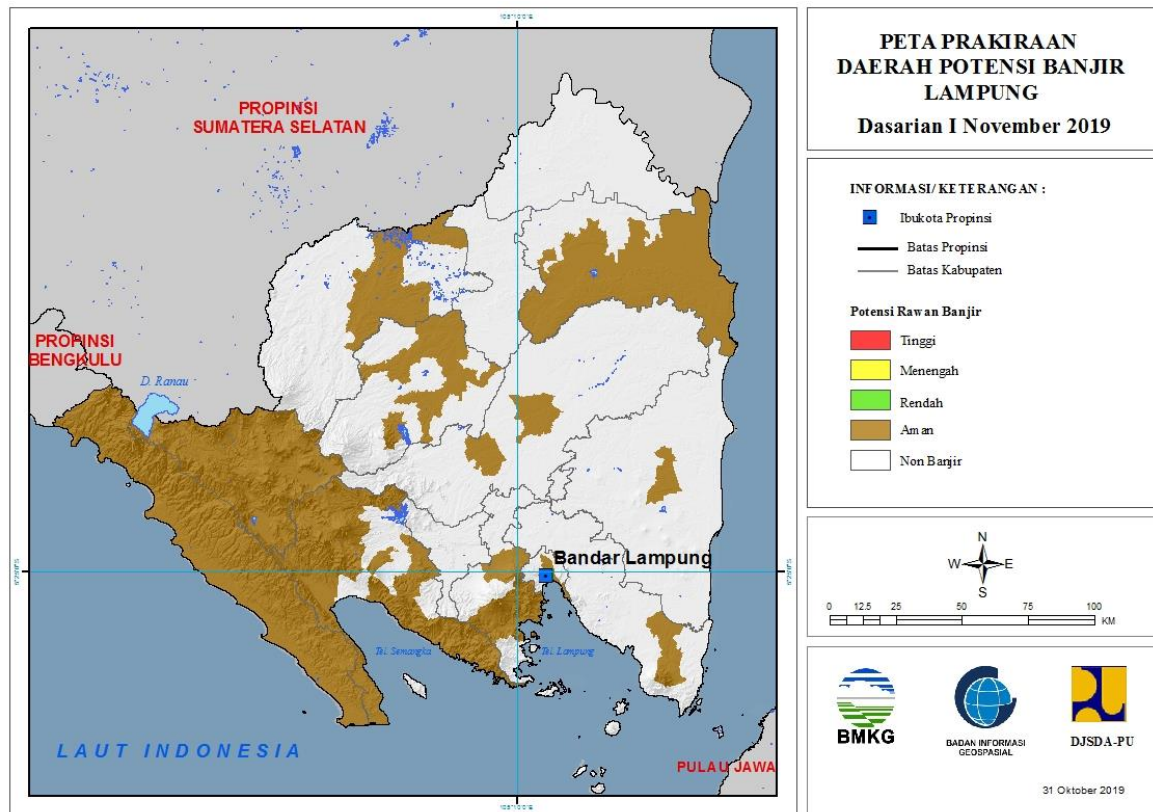 PETA PRAKIRAAN
DAERAH POTENSI BANJIR
LAMPUNG
Dasarian I November 2019
INFORMASI/ KETERANGAN :
Ibukota Propinsi
Batas Propinsi
Batas Kabupaten
Potensi Rawan Banjir
Tinggi
Menengah
Rendah
Aman
Non Banjir
N
W E
S
0 12.5 25 50 75 100
KM
BMKG
BADAN INFORMASI
GEOSPASIAL
DJSDA-PU
31 Oktober 2019
PROPINSI
SUMATERA SELATAN
PROPINSI
BENGKULU
D. Ranau
Bandar Lampung
Tel. Semangka
Tel. Lampung
LAUT INDONESIA
PULAU JAWA